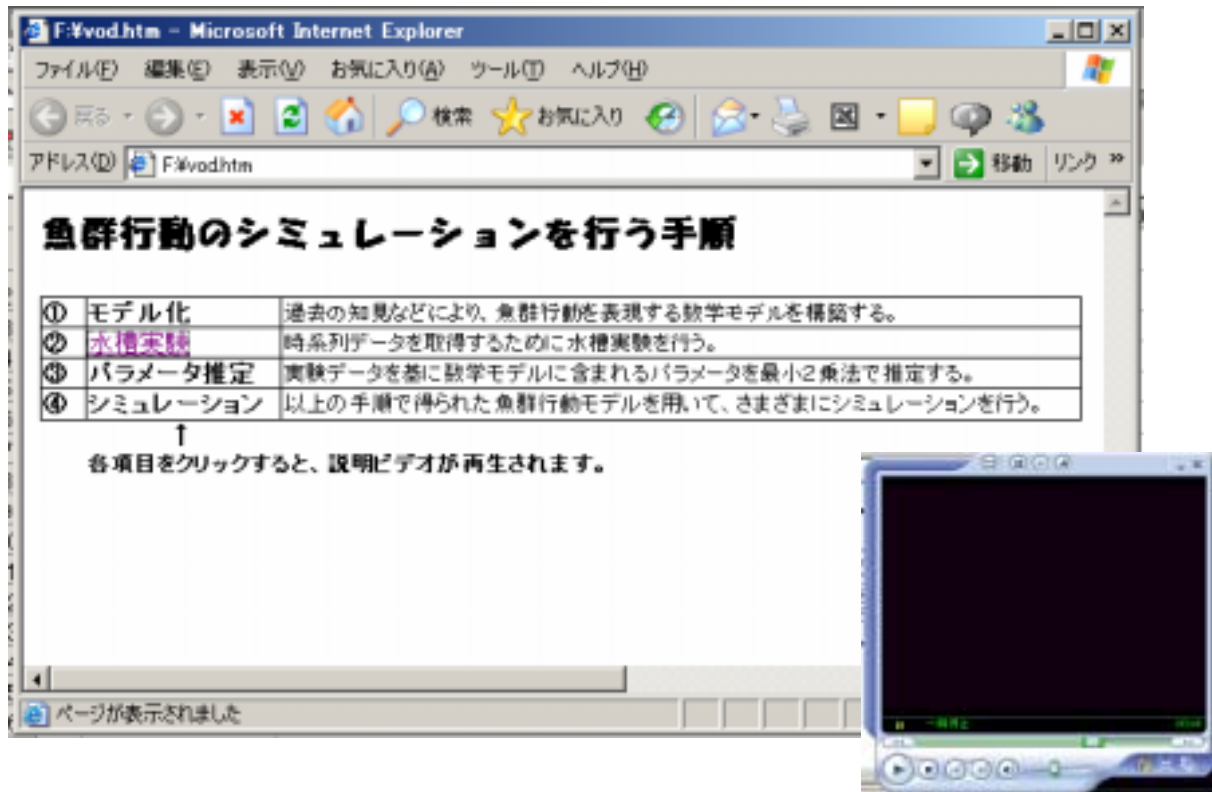 F:¥vod.htm - Microsoft Internet Explorer
ファイル(F) 編集(E) 表示(V) お気に入り(A) ツール(T) ヘルプ(H)
戻る 検索 お気に入り
アドレス(D) F:¥vod.htm 移動 リンク »
魚群行動のシミュレーションを行う手順
① モデル化 過去の知見などにより、魚群行動を表現する数学モデルを構築する。
② 水槽実験 時系列データを取得するために水槽実験を行う。
③ パラメータ推定 実験データを基に数学モデルに含まれるパラメータを最小2乗法で推定する。
④ シミュレーション 以上の手順で得られた魚群行動モデルを用いて、さまざまにシミュレーションを行う。
↑
各項目をクリックすると、説明ビデオが再生されます。
一時停止
ページが表示されました